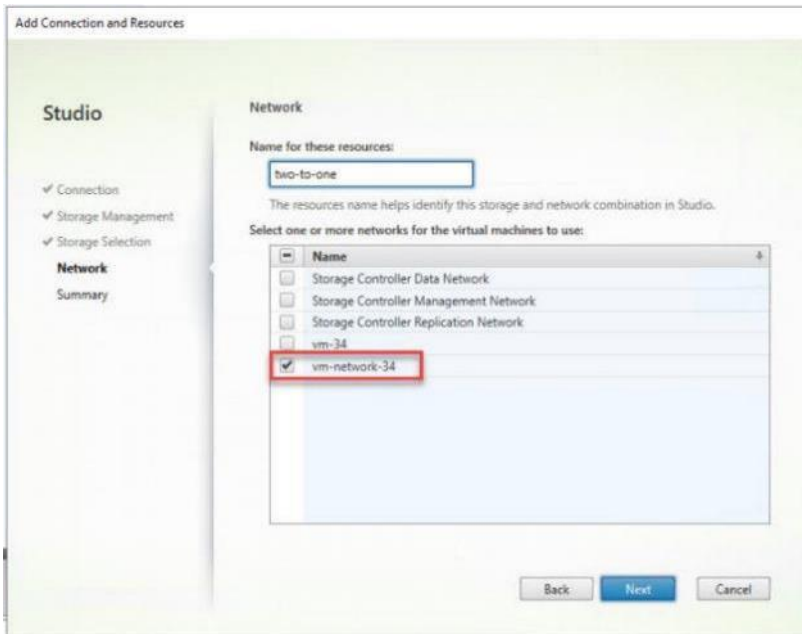 Add Connection and Resources
Studio
Connection
Storage Management
Storage Selection
Network
Summary
Network
Name for these resources:
two-to-one
The resources name helps identify this storage and network combination in Studio.
Select one or more networks for the virtual machines to use:
Name
Storage Controller Data Network
Storage Controller Management Network
Storage Controller Replication Network
vm-34
vm-network-34
Back Next Cancel